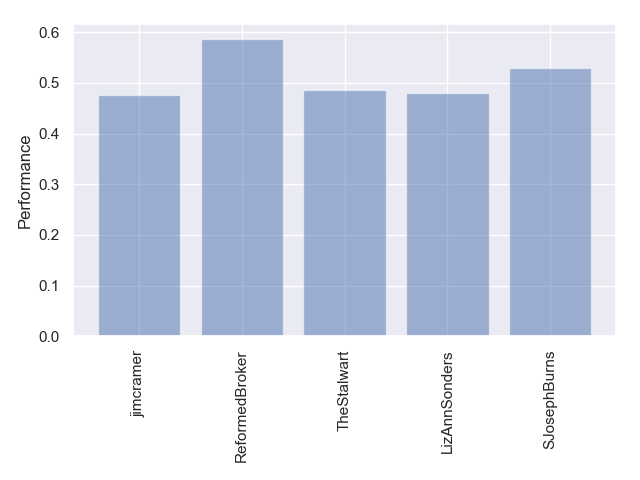 0.6
0.5
0.4
0.3
0.2
0.1
0.0
Performance
jimcramer
ReformedBroker
TheStalwart
LizAnnSonders
SJosephBurns